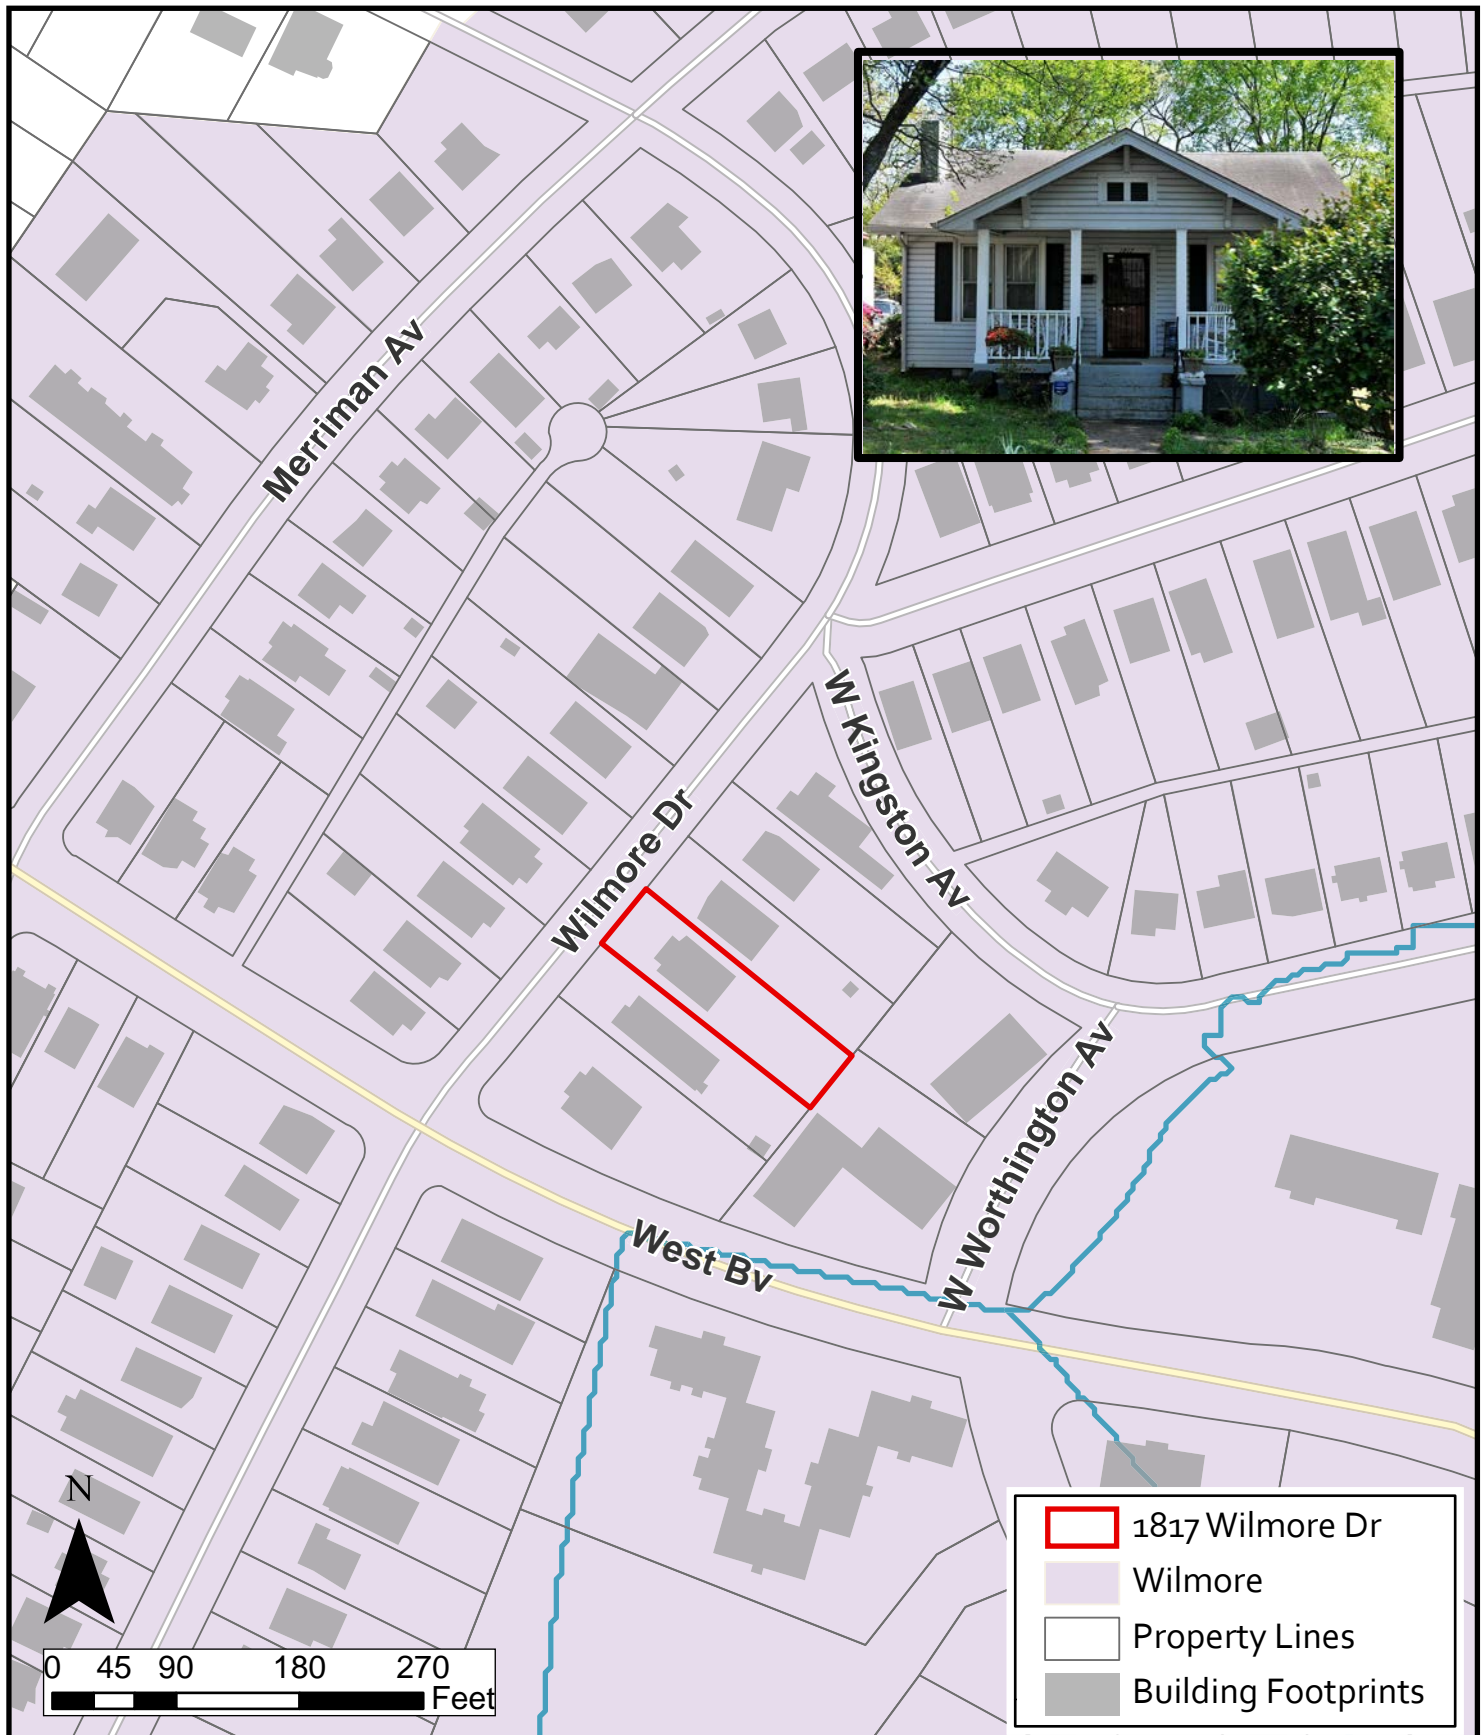 Merriman Av
Wilmore Dr
W Kingston Av
W Worthington Av
West Bv
N
0 45 90 180 270
Feet
1817 Wilmore Dr
Wilmore
Property Lines
Building Footprints